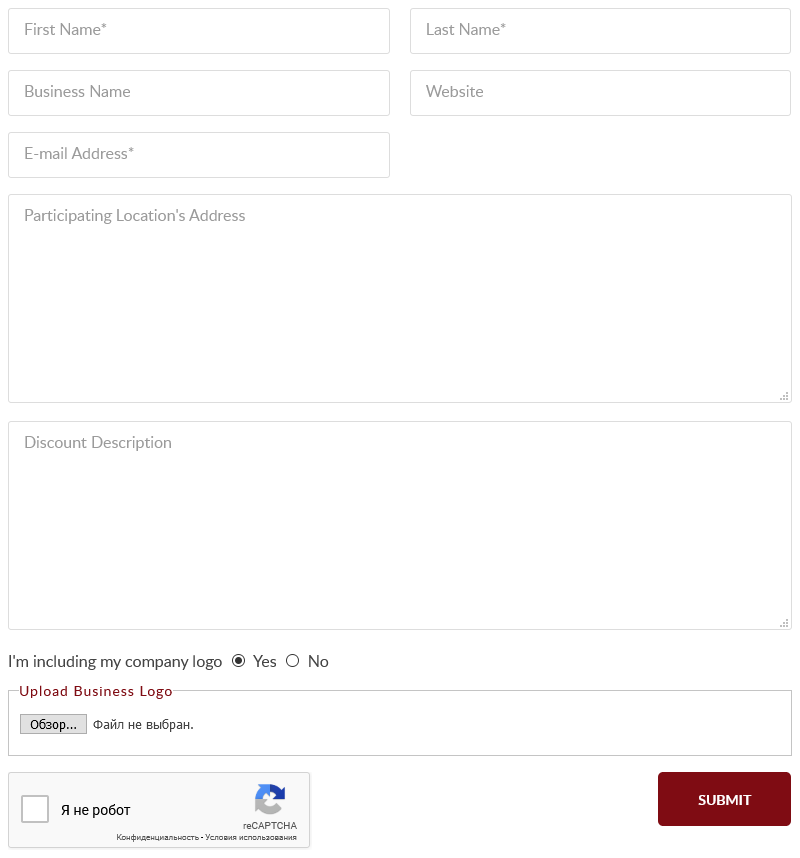 First Name*
Last Name*
Business Name
Website
E-mail Address*
Participating Location's Address
Discount Description
I'm including my company logo Yes No
Upload Business Logo
Обзор... Файл не выбран.
Я не робот
reCAPTCHA
Конфиденциальность - Условия использования
SUBMIT